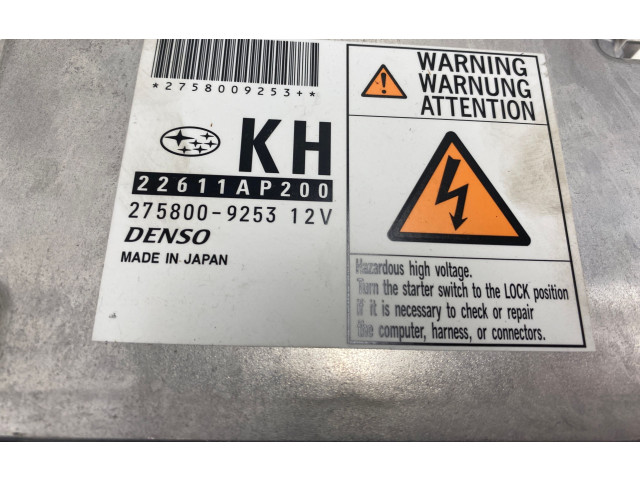 *2758009253+*
KH
22611AP200
275800-9253 12V
DENSO
MADE IN JAPAN
WARNING
WARNUNG
ATTENTION
Hazardous high voltage.
Turn the starter switch to the LOCK position
if it is necessary to check or repair
the computer, harness, or connectors.